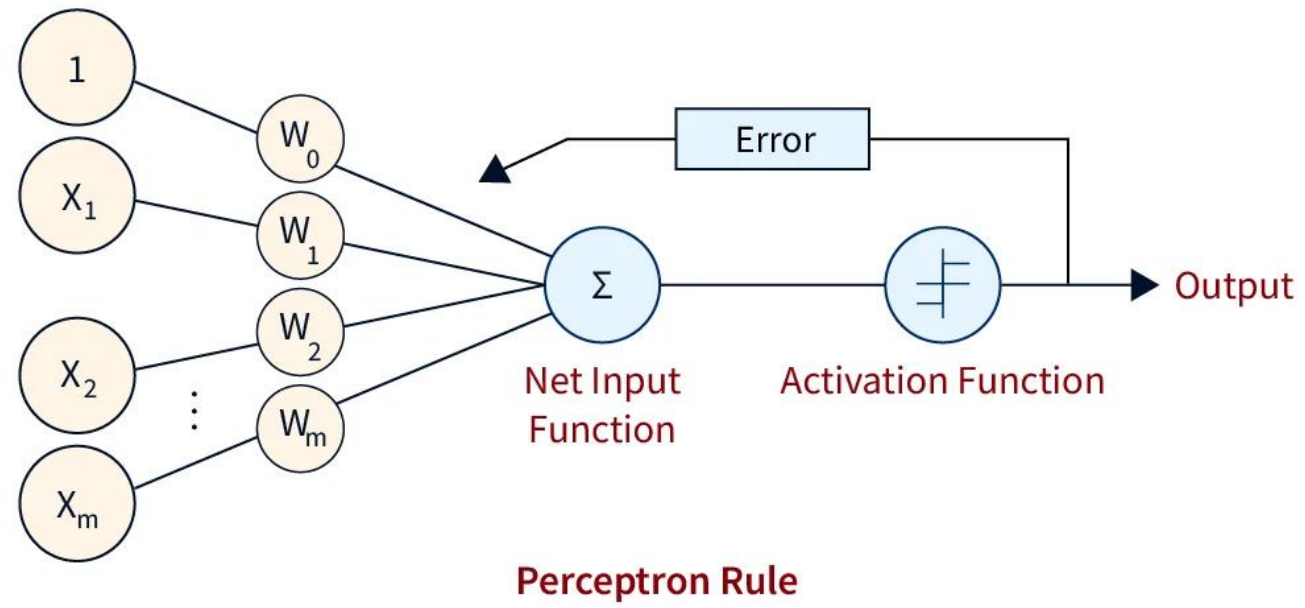 1
X1
X2
⋮
Xm
W0
W1
W2
Wm
Error
Σ
Net Input
Function
Activation Function
Output
Perceptron Rule